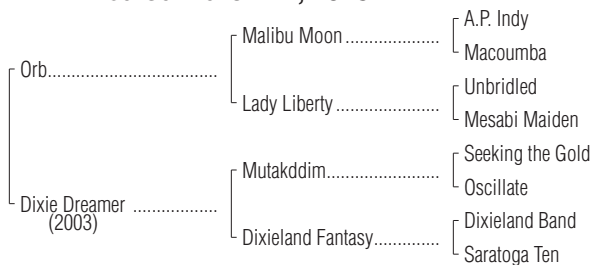 A.P. Indy
Malibu Moon ....................
Macoumba
Orb...................................
Unbridled
Lady Liberty ......................
Mesabi Maiden
Seeking the Gold
Mutakddim........................
Oscillate
Dixie Dreamer ..................
(2003)
Dixieland Band
Dixieland Fantasy..............
Saratoga Ten